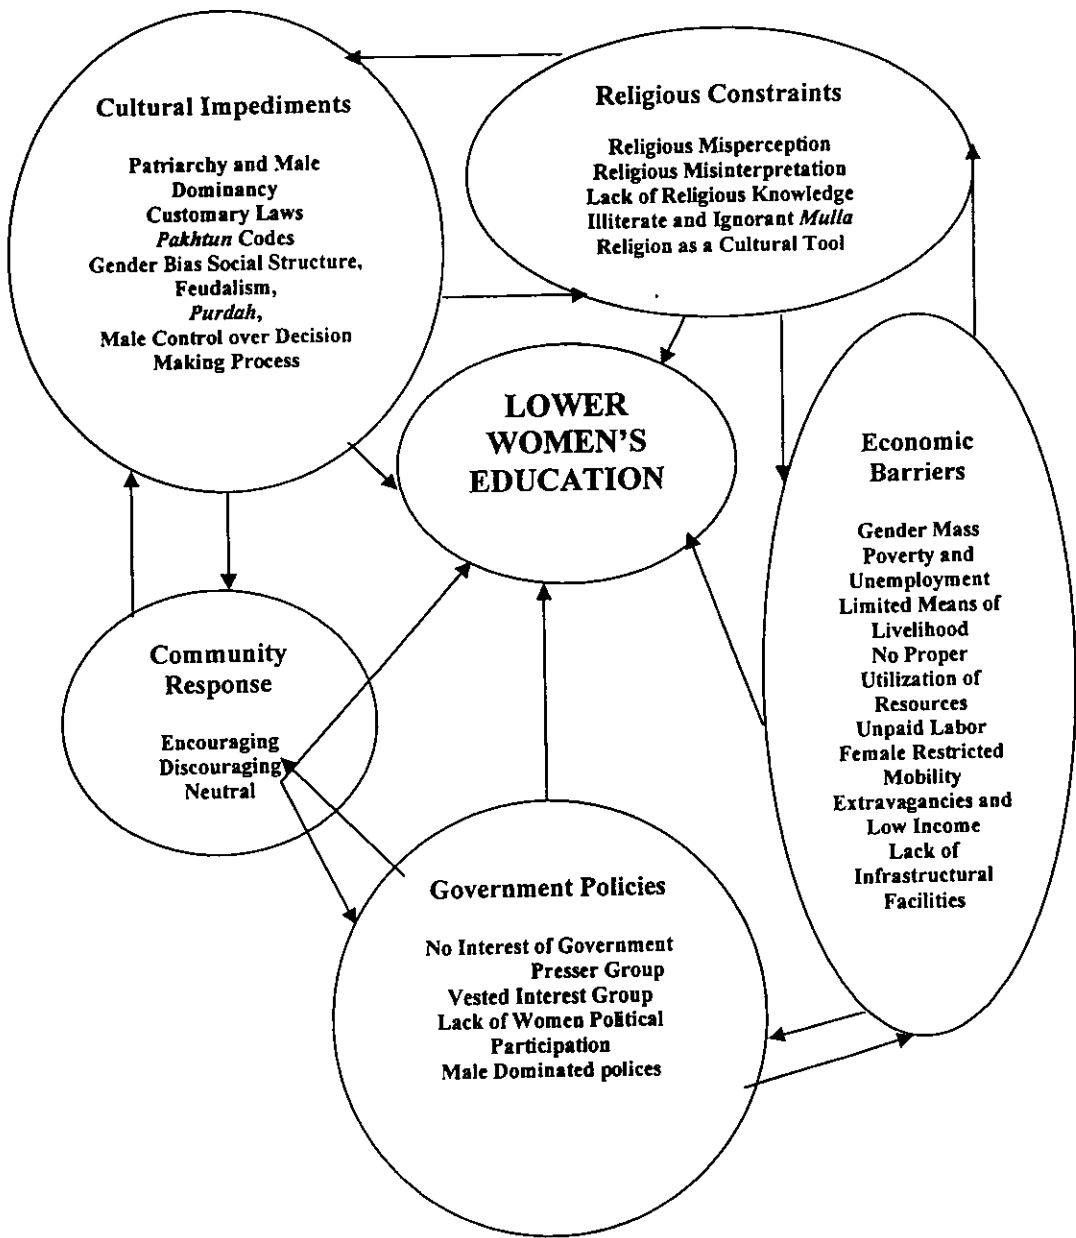 Cultural Impediments
Patriarchy and Male
Dominancy
Customary Laws
Pakhtun Codes
Gender Bias Social Structure,
Feudalism,
Purdah,
Male Control over Decision
Making Process
Religious Constraints
Religious Misperception
Religious Misinterpretation
Lack of Religious Knowledge
Illiterate and Ignorant Mulla
Religion as a Cultural Tool
LOWER
WOMEN'S
EDUCATION
Economic
Barriers
Gender Mass
Poverty and
Unemployment
Limited Means of
Livelihood
No Proper
Utilization of
Resources
Unpaid Labor
Female Restricted
Mobility
Extravagancies and
Low Income
Lack of
Infrastructural
Facilities
Community
Response
Encouraging
Discouraging
Neutral
Government Policies
No Interest of Government
Presser Group
Vested Interest Group
Lack of Women Political
Participation
Male Dominated polices